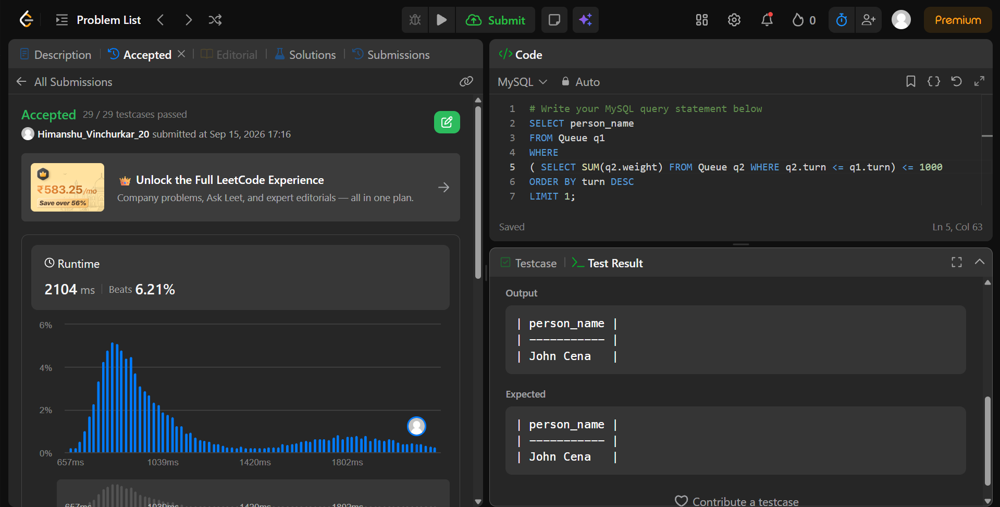 Problem List
Submit
0
Premium
Description
Accepted
Editorial
Solutions
Submissions
All Submissions
Accepted 29 / 29 testcases passed
Himanshu_Vinchurkar_20 submitted at Sep 15, 2026 17:16
₹583.25/mo
Save over 56%
Unlock the Full LeetCode Experience
Company problems, Ask Leet, and expert editorials — all in one plan.
Runtime
2104 ms | Beats 6.21%
6%
4%
2%
0%
657ms 1039ms 1420ms 1802ms
657ms 1039ms 1420ms 1802ms
</> Code
MySQL Auto
1 # Write your MySQL query statement below
2 SELECT person_name
3 FROM Queue q1
4 WHERE
5 ( SELECT SUM(q2.weight) FROM Queue q2 WHERE q2.turn <= q1.turn) <= 1000
6 ORDER BY turn DESC
7 LIMIT 1;
Saved Ln 5, Col 63
Testcase | >_ Test Result
Output
| person_name |
| ----------- |
| John Cena |
Expected
| person_name |
| ----------- |
| John Cena |
Contribute a testcase